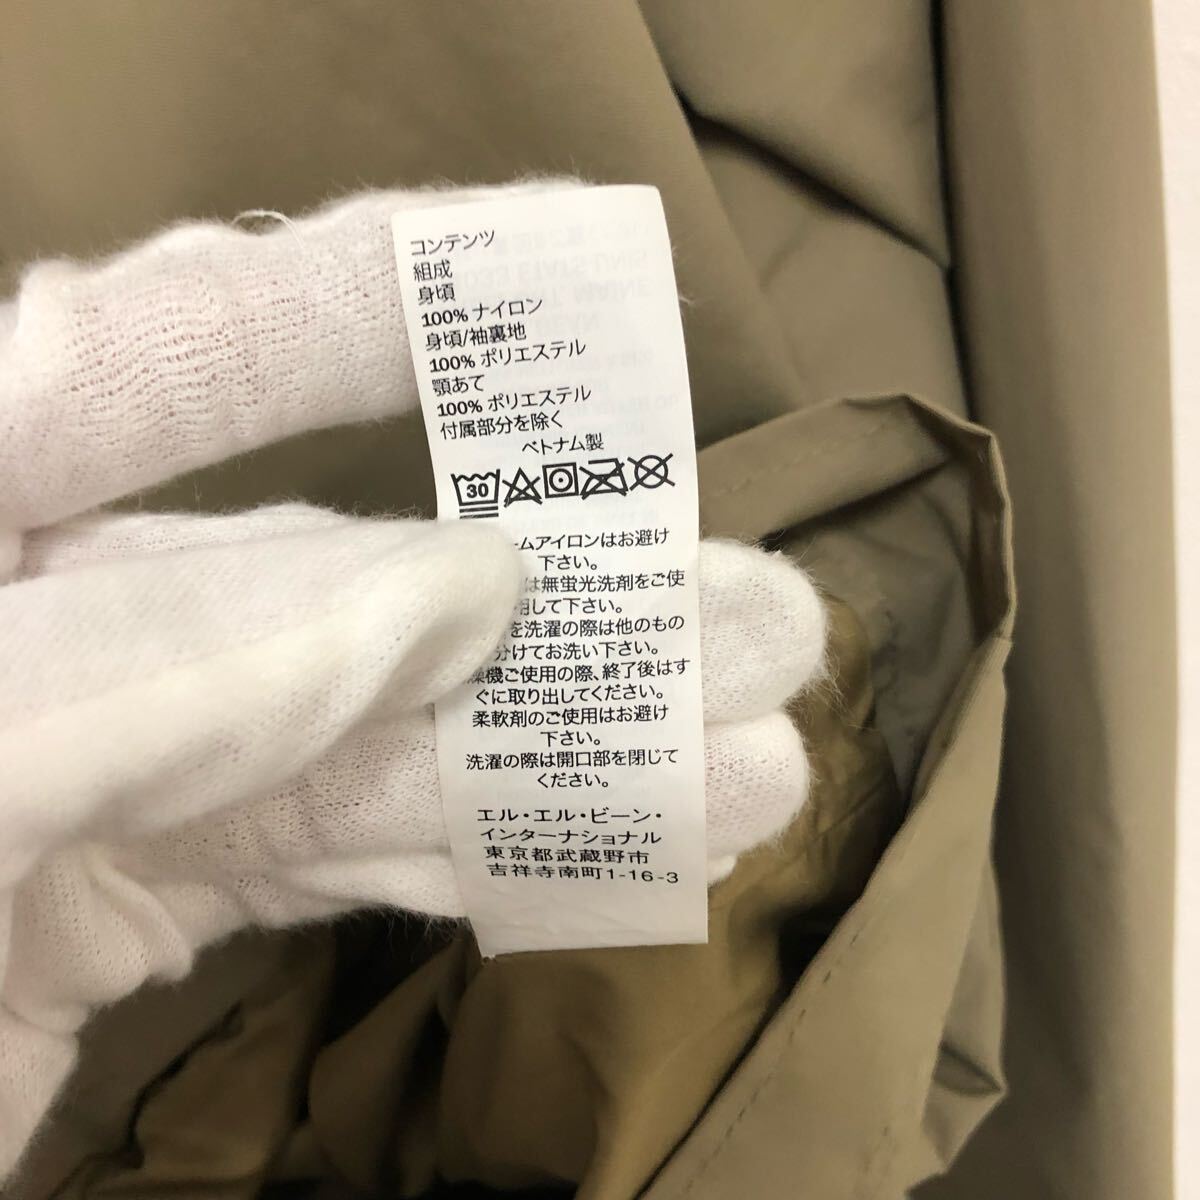 コンテンツ
組成
身頃
100% ナイロン
身頃/袖裏地
100% ポリエステル
顎あて
100% ポリエステル
付属部分を除く
ベトナム製
30
ームアイロンはお避け
下さい。
は無蛍光洗剤をご使
用して下さい。
を洗濯の際は他のもの
分けてお洗い下さい。
燥機ご使用の際、終了後はす
ぐに取り出してください。
柔軟剤のご使用はお避け
下さい。
洗濯の際は開口部を閉じて
ください。
エル・エル・ビーン・
インターナショナル
東京都武蔵野市
吉祥寺南町1-16-3